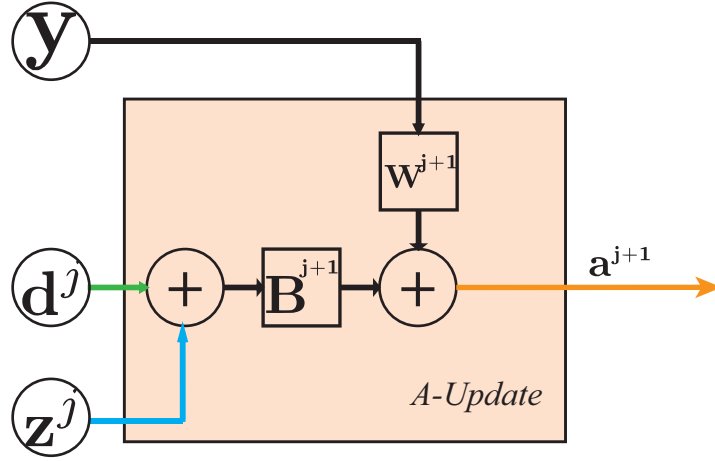 y
w^{j+1}
a^{j+1}
d^j
+
B^{j+1}
+
z^j
A-Update